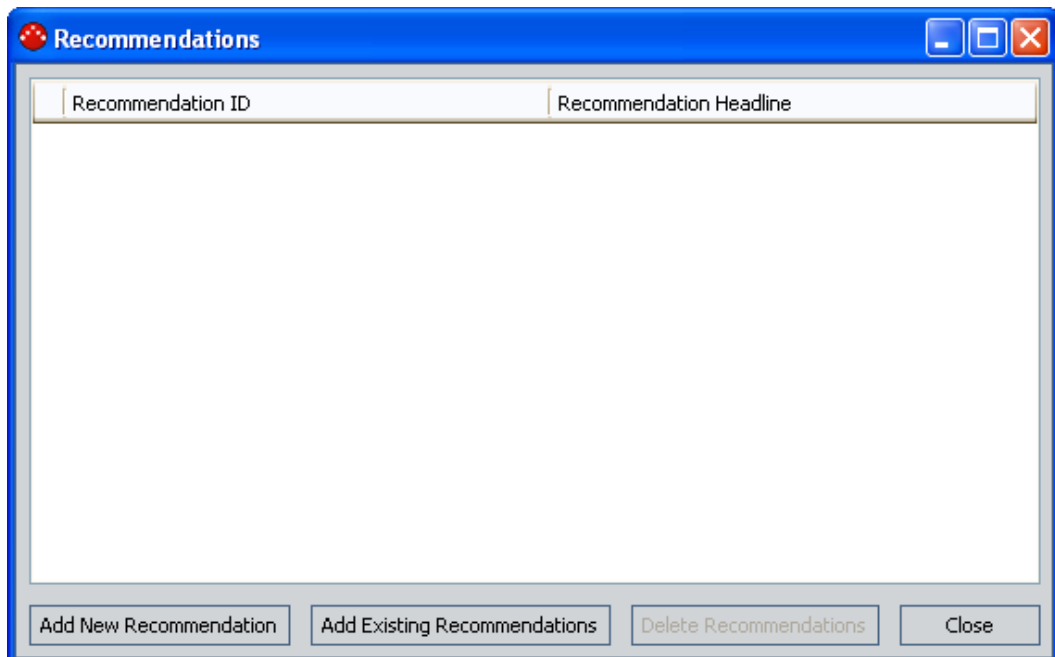 Recommendations
Recommendation ID Recommendation Headline
Add New Recommendation Add Existing Recommendations Delete Recommendations Close